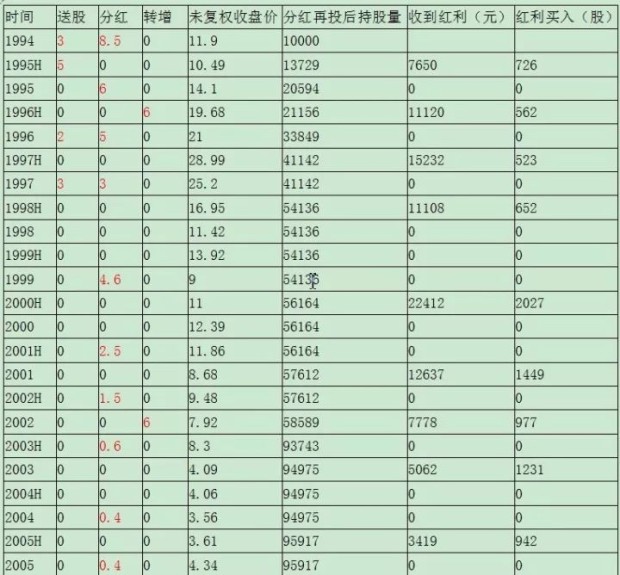 时间 送股 分红 转增 未复权收盘价 分红再投后持股量 收到红利（元） 红利买入（股）
1994 3 8.5 0 11.9 10000
1995H 5 0 0 10.49 13729 7650 726
1995 0 6 0 14.1 20594 0 0
1996H 0 0 6 19.68 21156 11120 562
1996 2 5 0 21 33849 0 0
1997H 0 0 0 28.99 41142 15232 523
1997 3 3 0 25.2 41142 0 0
1998H 0 0 0 16.95 54136 11108 652
1998 0 0 0 11.42 54136 0 0
1999H 0 0 0 13.92 54136 0 0
1999 0 4.6 0 9 54136 0 0
2000H 0 0 0 11 56164 22412 2027
2000 0 0 0 12.39 56164 0 0
2001H 0 2.5 0 11.86 56164 0 0
2001 0 0 0 8.68 57612 12637 1449
2002H 0 1.5 0 9.48 57612 0 0
2002 0 0 6 7.92 58589 7778 977
2003H 0 0.6 0 8.3 93743 0 0
2003 0 0 0 4.09 94975 5062 1231
2004H 0 0 0 4.06 94975 0 0
2004 0 0.4 0 3.56 94975 0 0
2005H 0 0 0 3.61 95917 3419 942
2005 0 0.4 0 4.34 95917 0 0